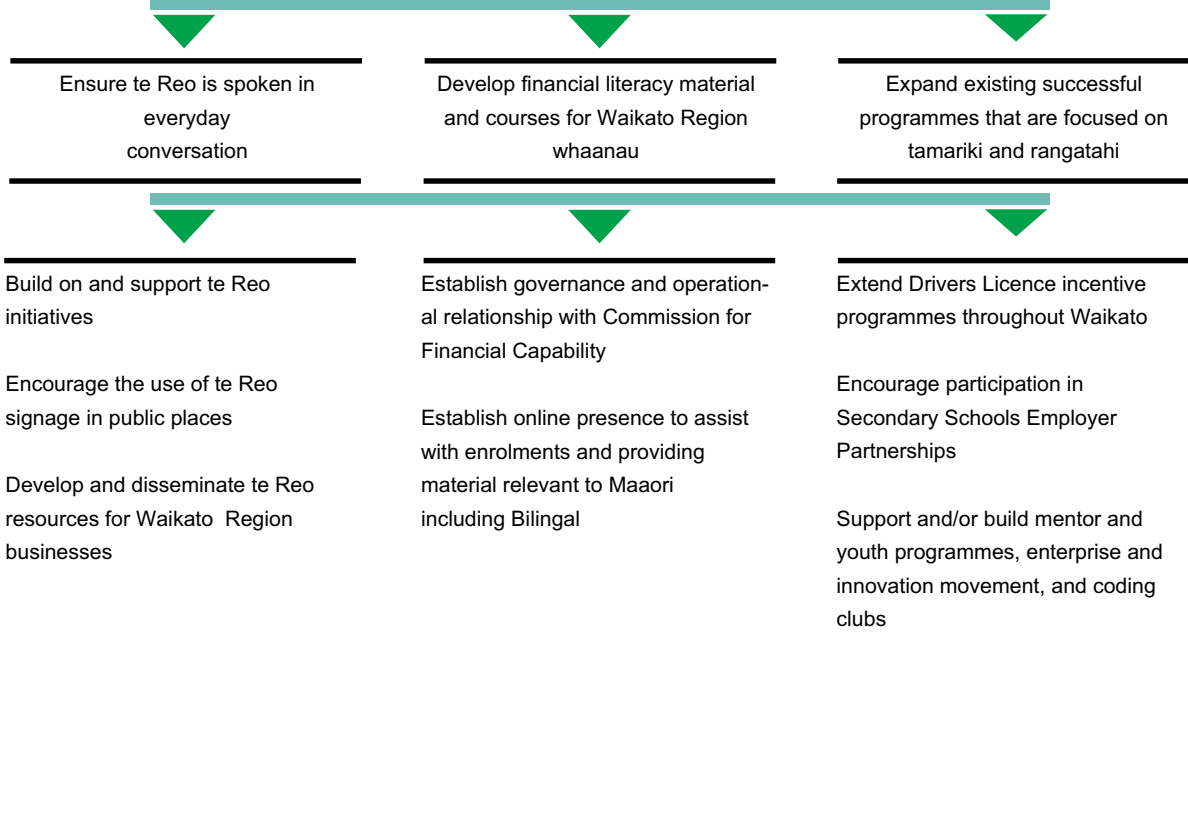 Ensure te Reo is spoken in
everyday
conversation
Develop financial literacy material
and courses for Waikato Region
whaanau
Expand existing successful
programmes that are focused on
tamariki and rangatahi
Build on and support te Reo
initiatives
Encourage the use of te Reo
signage in public places
Develop and disseminate te Reo
resources for Waikato  Region
businesses
Establish governance and operation-
al relationship with Commission for
Financial Capability
Establish online presence to assist
with enrolments and providing
material relevant to Maaori
including Bilingal
Extend Drivers Licence incentive
programmes throughout Waikato
Encourage participation in
Secondary Schools Employer
Partnerships
Support and/or build mentor and
youth programmes, enterprise and
innovation movement, and coding
clubs